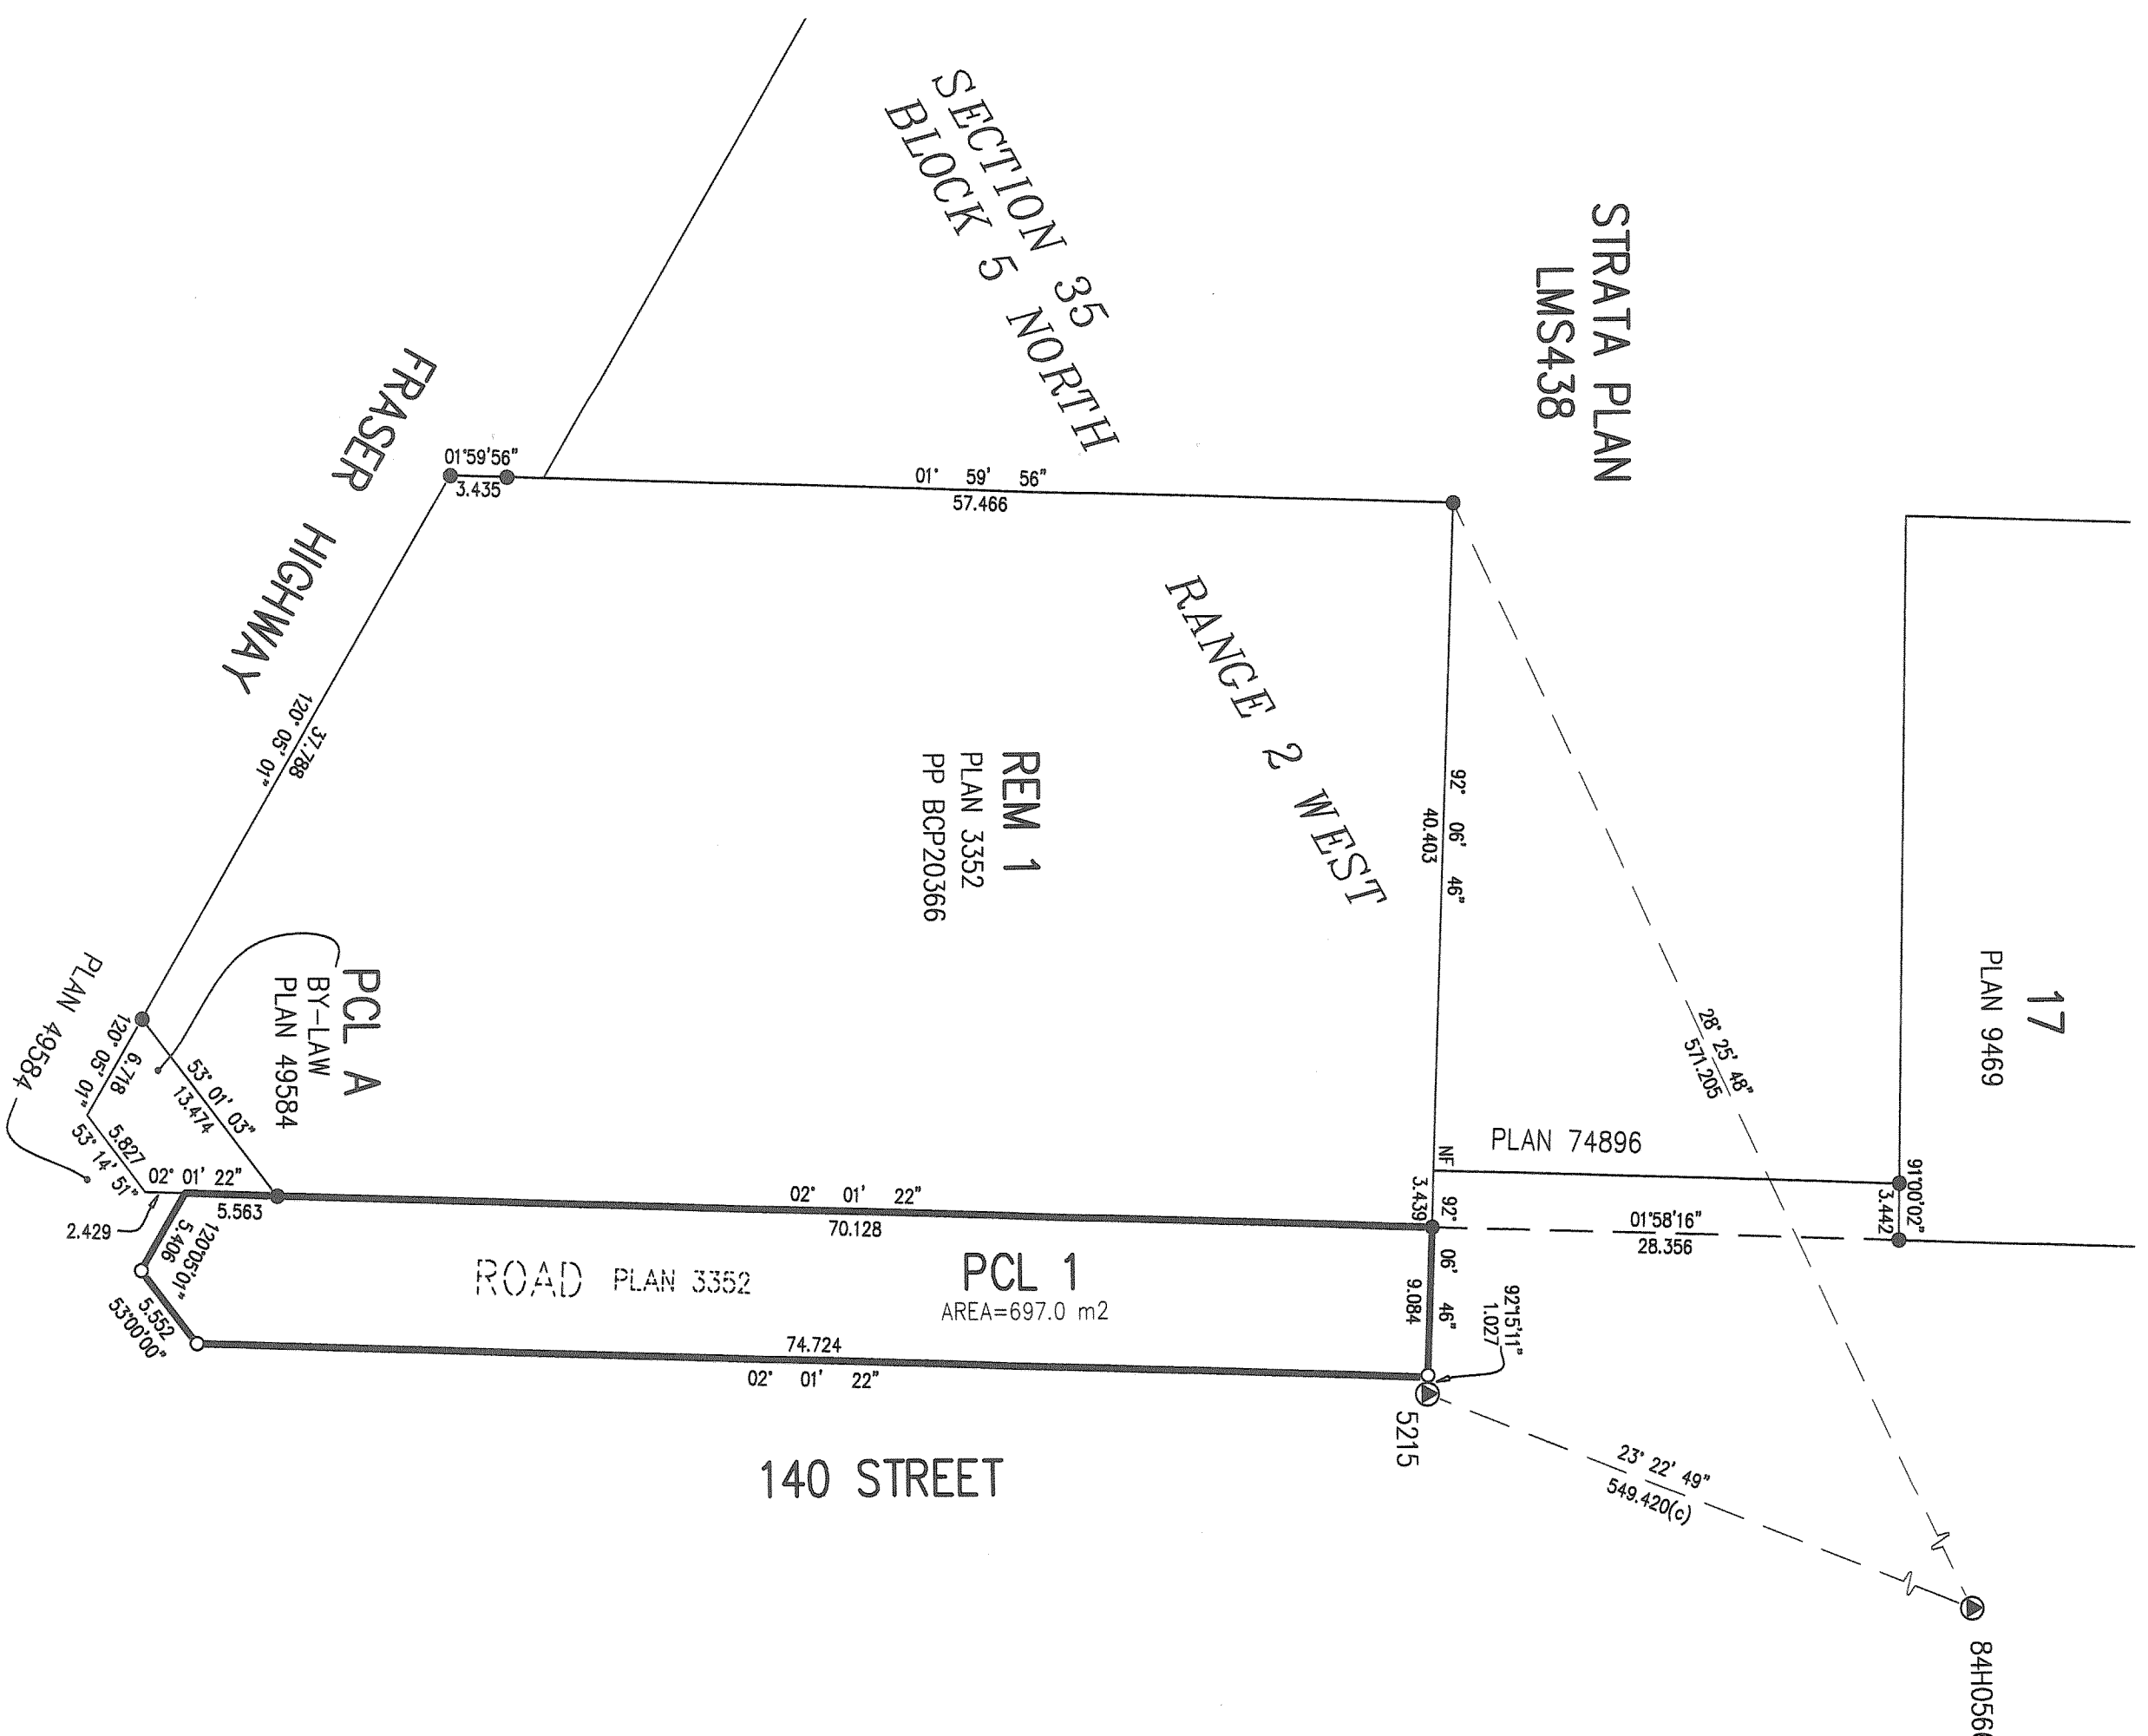 SECTION 35
BLOCK 5 NORTH
RANGE 2 WEST
STRATA PLAN
LMS438
17
PLAN 9469
FRASER HIGHWAY
01°59'56"
3.435
01° 59' 56"
57.466
92° 06' 46"
40.403
28° 25' 48"
571.205
37.788
120° 05' 01"
REM 1
PLAN 3352
PP BCP20366
PCL A
BY-LAW
PLAN 49584
PLAN 49584
53° 01' 03"
13.474
6.718
120° 05' 01"
5.827
53° 14' 51"
02° 01' 22"
5.563
2.429
120°05'01"
5.406
5.552
53°00'00"
02° 01' 22"
70.128
ROAD PLAN 3352
PCL 1
AREA=697.0 m2
74.724
02° 01' 22"
PLAN 74896
NF
3.439
92° 06' 46"
9.084
91°00'02"
3.442
01°58'16"
28.356
92°15'11"
1.027
5215
23° 22' 49"
549.420(c)
140 STREET